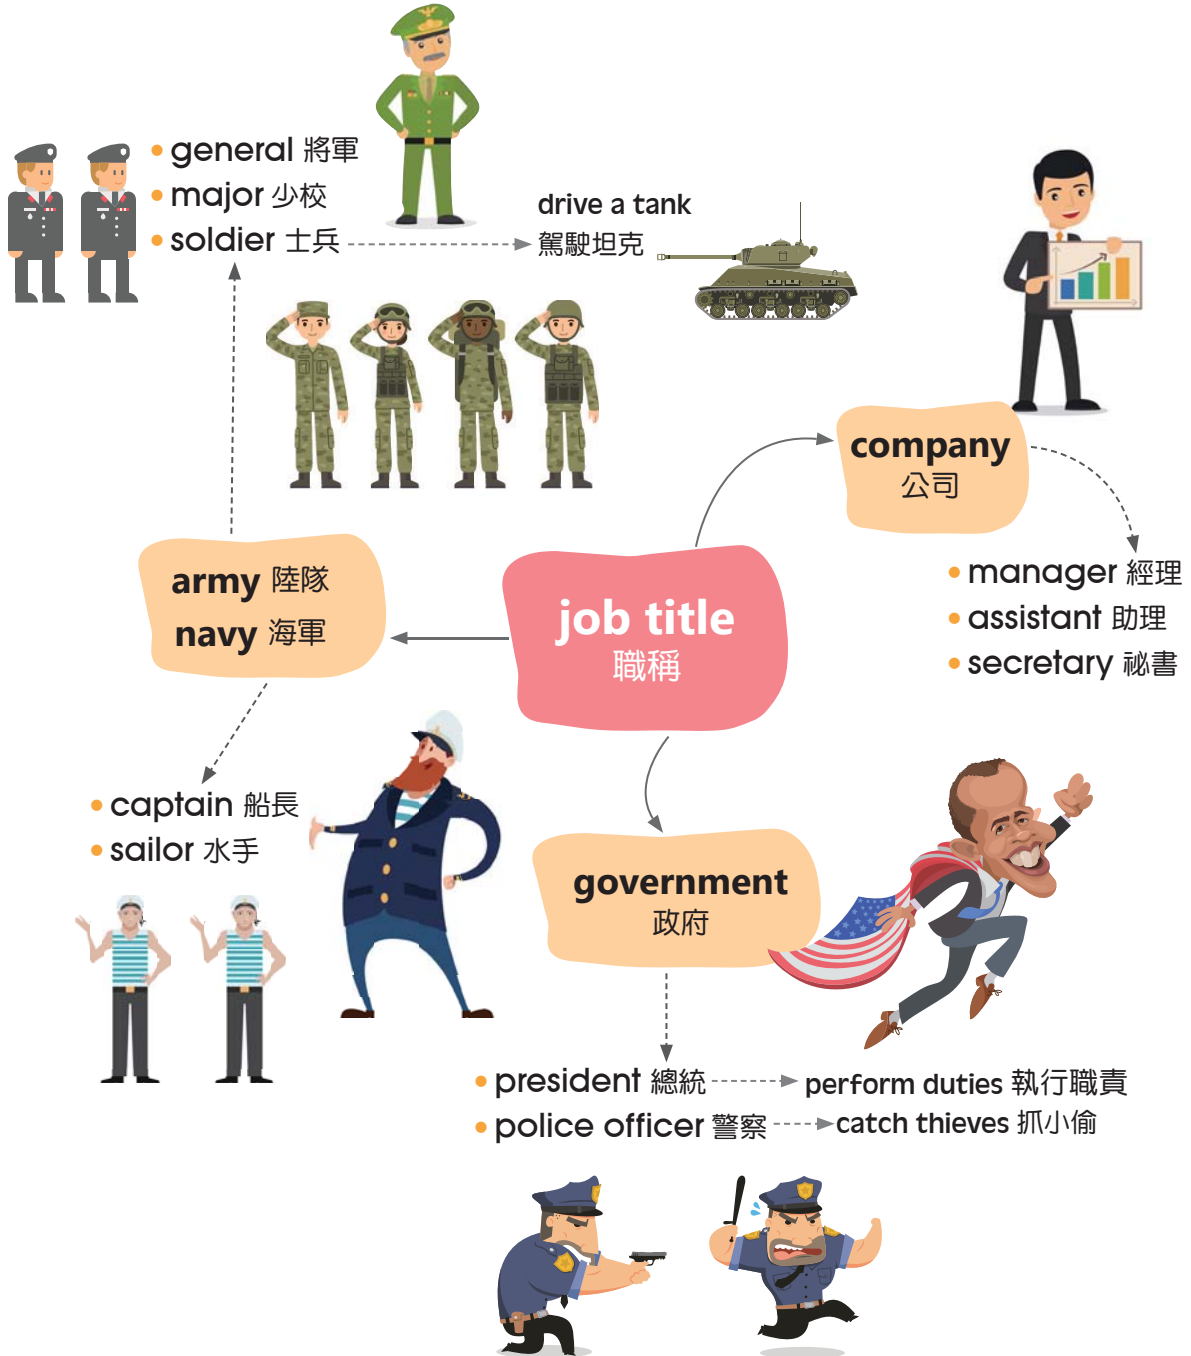 general 將軍
major 少校
soldier 士兵
drive a tank
駕駛坦克
company
公司
manager 經理
assistant 助理
secretary 祕書
army 陸隊
navy 海軍
job title
職稱
captain 船長
sailor 水手
government
政府
president 總統
perform duties 執行職責
police officer 警察
catch thieves 抓小偷